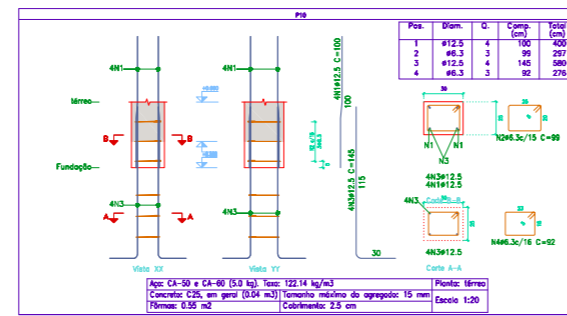 P10
Pos. Diam. Q. Comp. (cm) Total (cm)
1 ø12.5 4 100 400
2 ø6.3 3 99 297
3 ø12.5 4 145 580
4 ø6.3 3 92 276
4N1
4N1
térreo
B
B
Fundação
4N3
4N3
A
A
Vista XX
Vista YY
4N1ø12.5 C=100
100
4N3ø12.5 C=145
115
30
N1
N1
N3
N2ø6.3c/15 C=99
4N3ø12.5
4N1ø12.5
4N3
4N3ø12.5
N4ø6.3c/16 C=92
Corte A-A
Aço: CA-50 e CA-60 (5.0 kg). Taxa: 122.14 kg/m3
Planta: térreo
Concreto: C25, em geral (0.04 m3)
Tamanho máximo do agregado: 15 mm
Escala 1:20
Fôrmas: 0.55 m2
Cobrimento: 2.5 cm